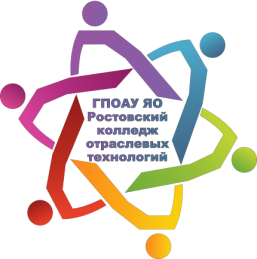 ГПОАУ ЯО
Ростовский
колледж
отраслевых
технологий